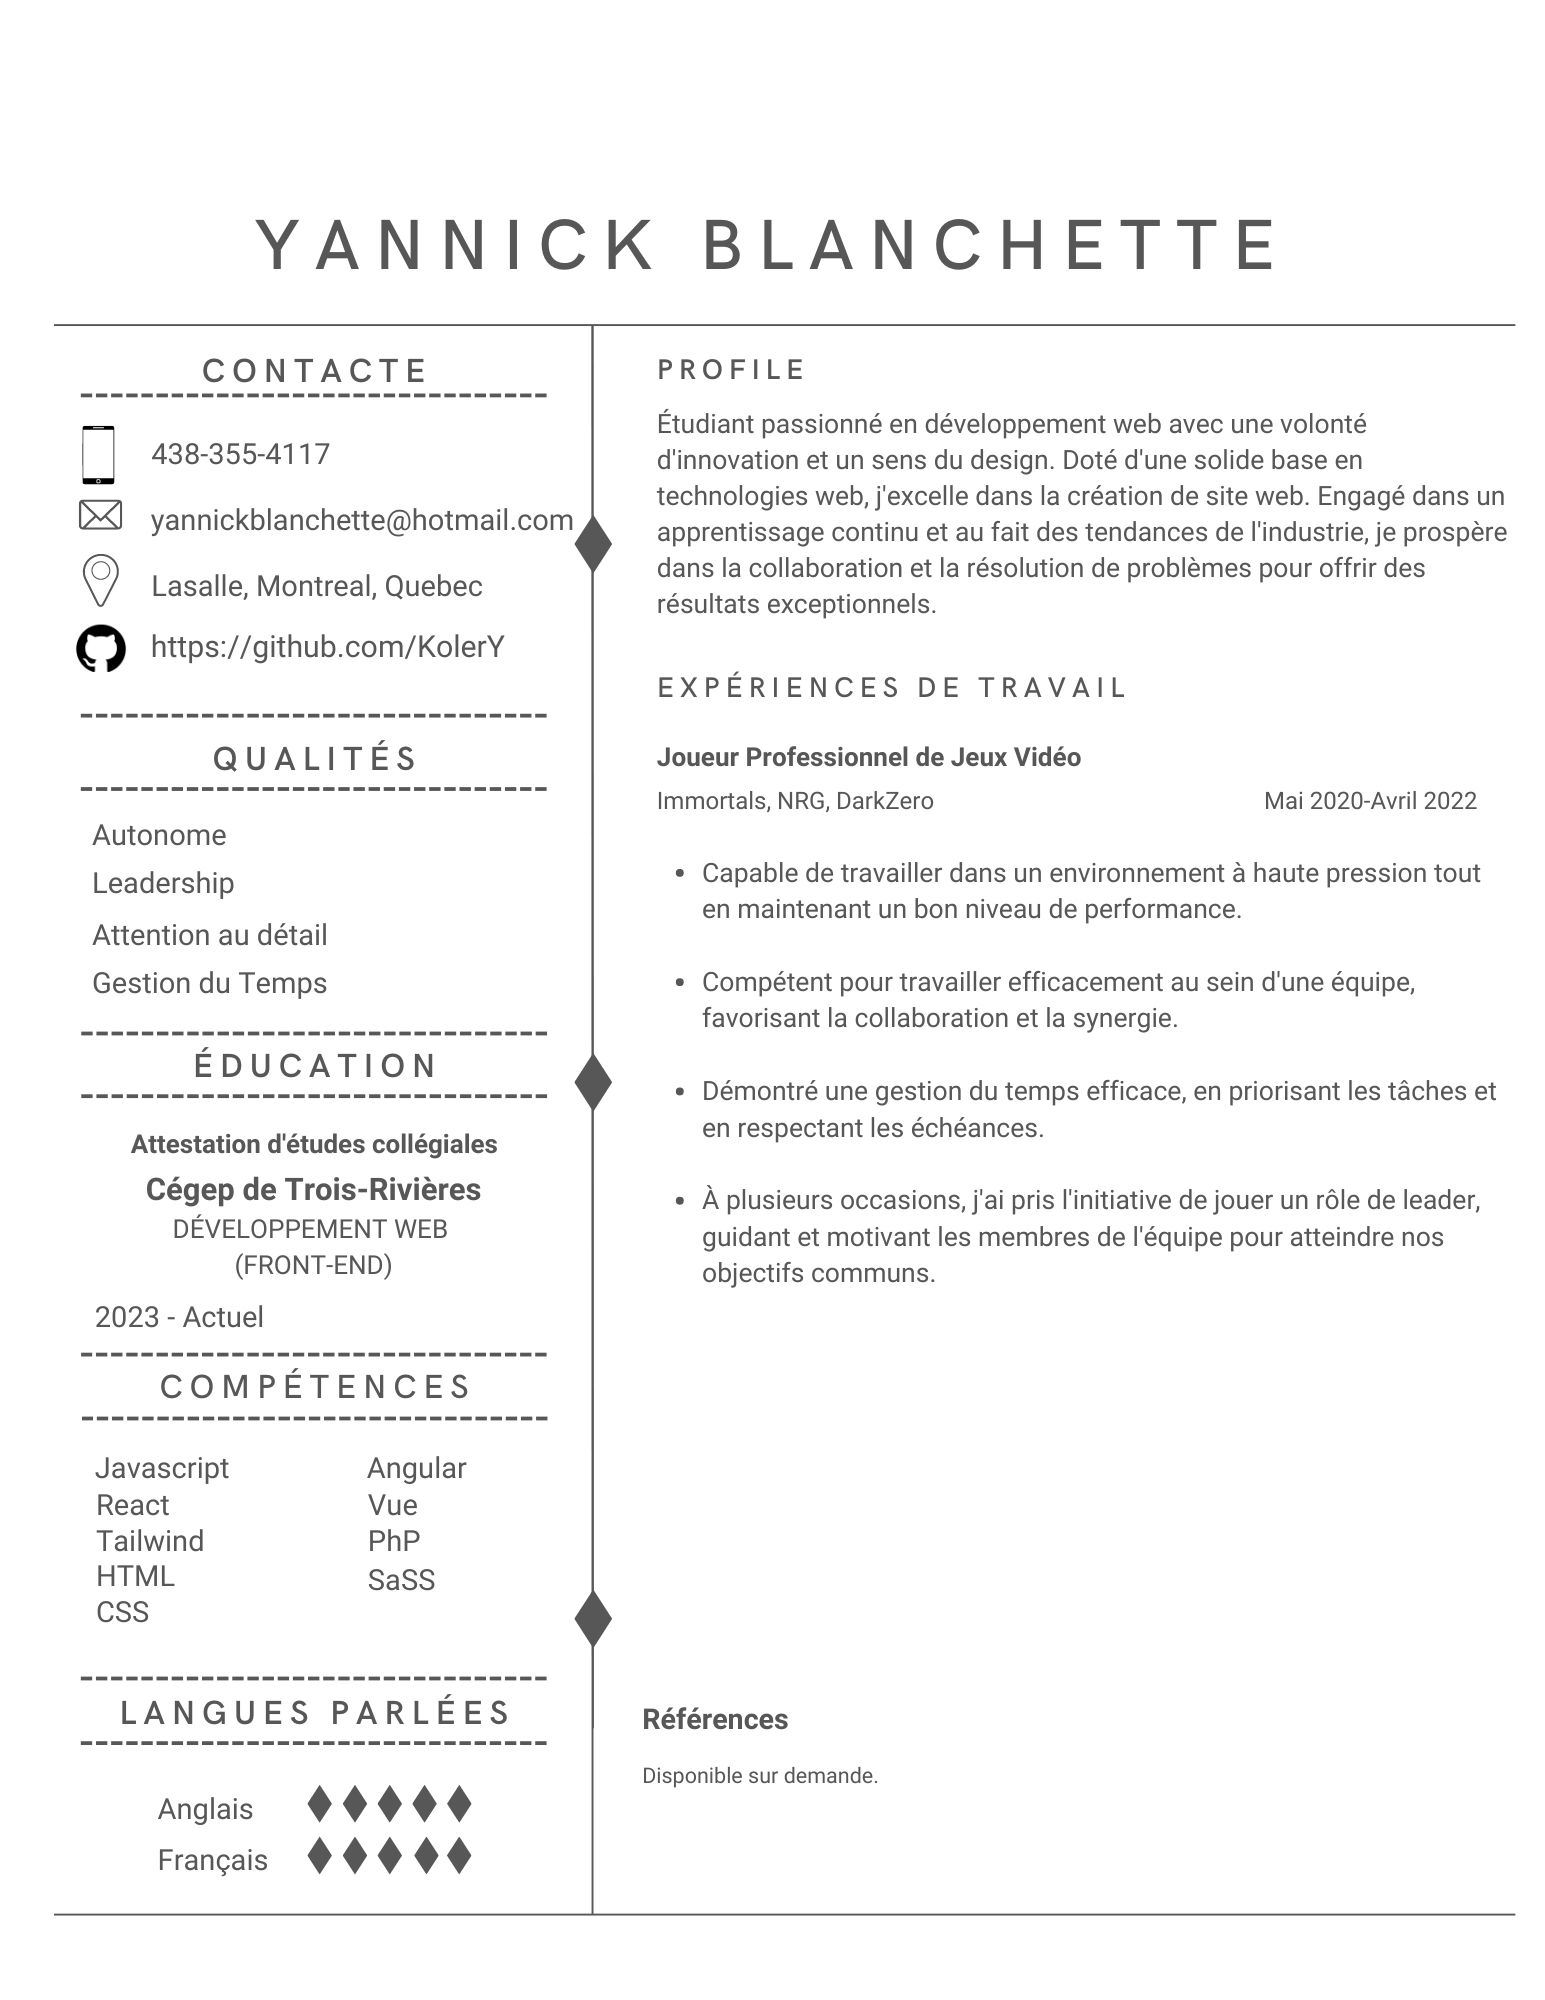 YANNICK BLANCHETTE
CONTACTE
438-355-4117
yannickblanchette@hotmail.com
Lasalle, Montreal, Quebec
https://github.com/KolerY
QUALITÉS
Autonome
Leadership
Attention au détail
Gestion du Temps
ÉDUCATION
Attestation d'études collégiales
Cégep de Trois-Rivières
DÉVELOPPEMENT WEB
(FRONT-END)
2023 - Actuel
COMPÉTENCES
Javascript
React
Tailwind
HTML
CSS
Angular
Vue
PhP
SaSS
LANGUES PARLÉES
Anglais
Français
PROFILE
Étudiant passionné en développement web avec une volonté
d'innovation et un sens du design. Doté d'une solide base en
technologies web, j'excelle dans la création de site web. Engagé dans un
apprentissage continu et au fait des tendances de l'industrie, je prospère
dans la collaboration et la résolution de problèmes pour offrir des
résultats exceptionnels.
EXPÉRIENCES DE TRAVAIL
Joueur Professionnel de Jeux Vidéo
Immortals, NRG, DarkZero Mai 2020-Avril 2022
• Capable de travailler dans un environnement à haute pression tout
en maintenant un bon niveau de performance.
• Compétent pour travailler efficacement au sein d'une équipe,
favorisant la collaboration et la synergie.
• Démontré une gestion du temps efficace, en priorisant les tâches et
en respectant les échéances.
• À plusieurs occasions, j'ai pris l'initiative de jouer un rôle de leader,
guidant et motivant les membres de l'équipe pour atteindre nos
objectifs communs.
Références
Disponible sur demande.